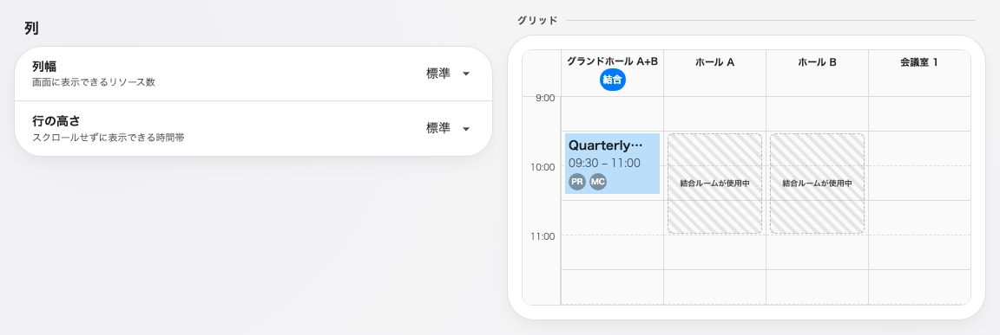 列
列幅
画面に表示できるリソース数
標準
行の高さ
スクロールせずに表示できる時間帯
標準
グリッド
グランドホール A+B
結合
ホール A
ホール B
会議室 1
9:00
Quarterly…
09:30 – 11:00
PR MC
10:00
結合ルームが使用中
結合ルームが使用中
11:00